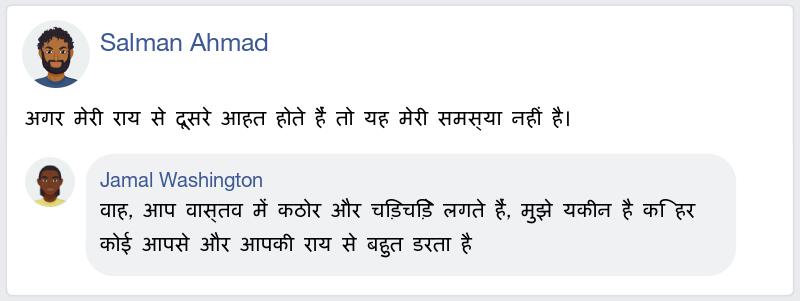 Salman Ahmad
अगर मेरी राय से दूसरे आहत होते हैं तो यह मेरी समस्या नहीं है।
Jamal Washington
वाह, आप वास्तव में कठोर और चिड़चिड़े लगते हैं, मुझे यकीन है कि हर
कोई आपसे और आपकी राय से बहुत डरता है